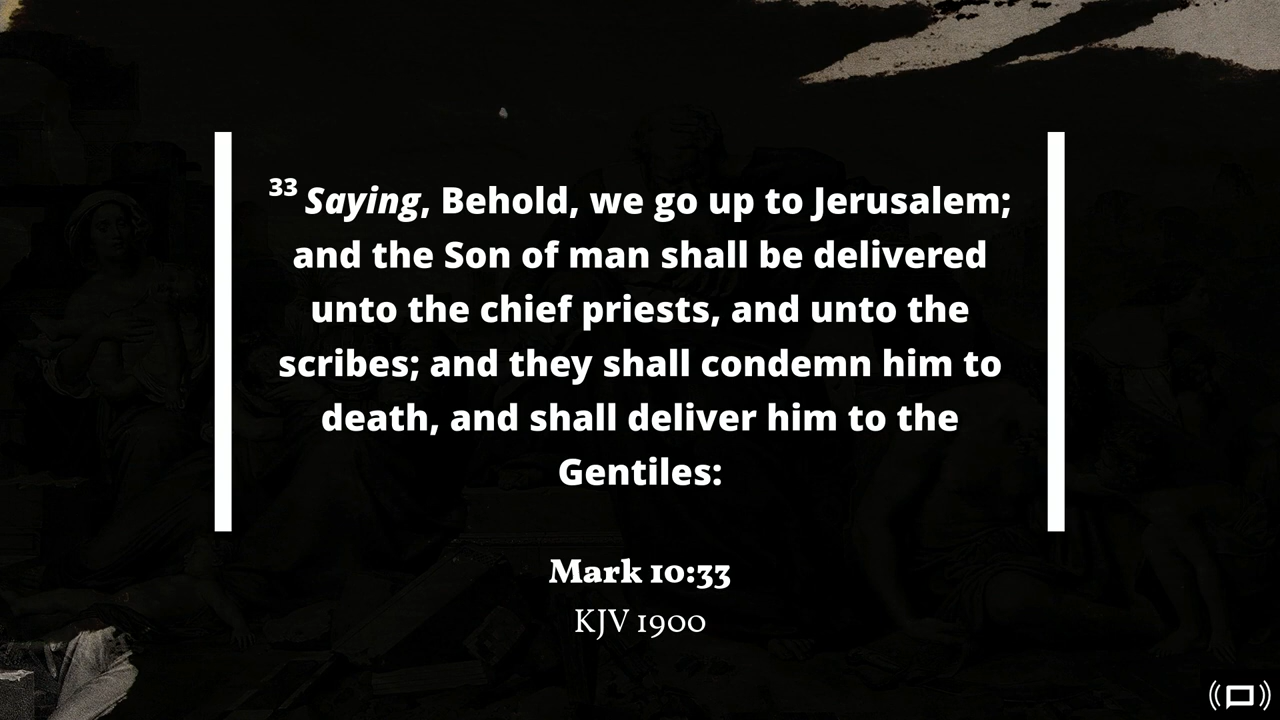 33 Saying, Behold, we go up to Jerusalem;
and the Son of man shall be delivered
unto the chief priests, and unto the
scribes; and they shall condemn him to
death, and shall deliver him to the
Gentiles:
Mark 10:33
KJV 1900